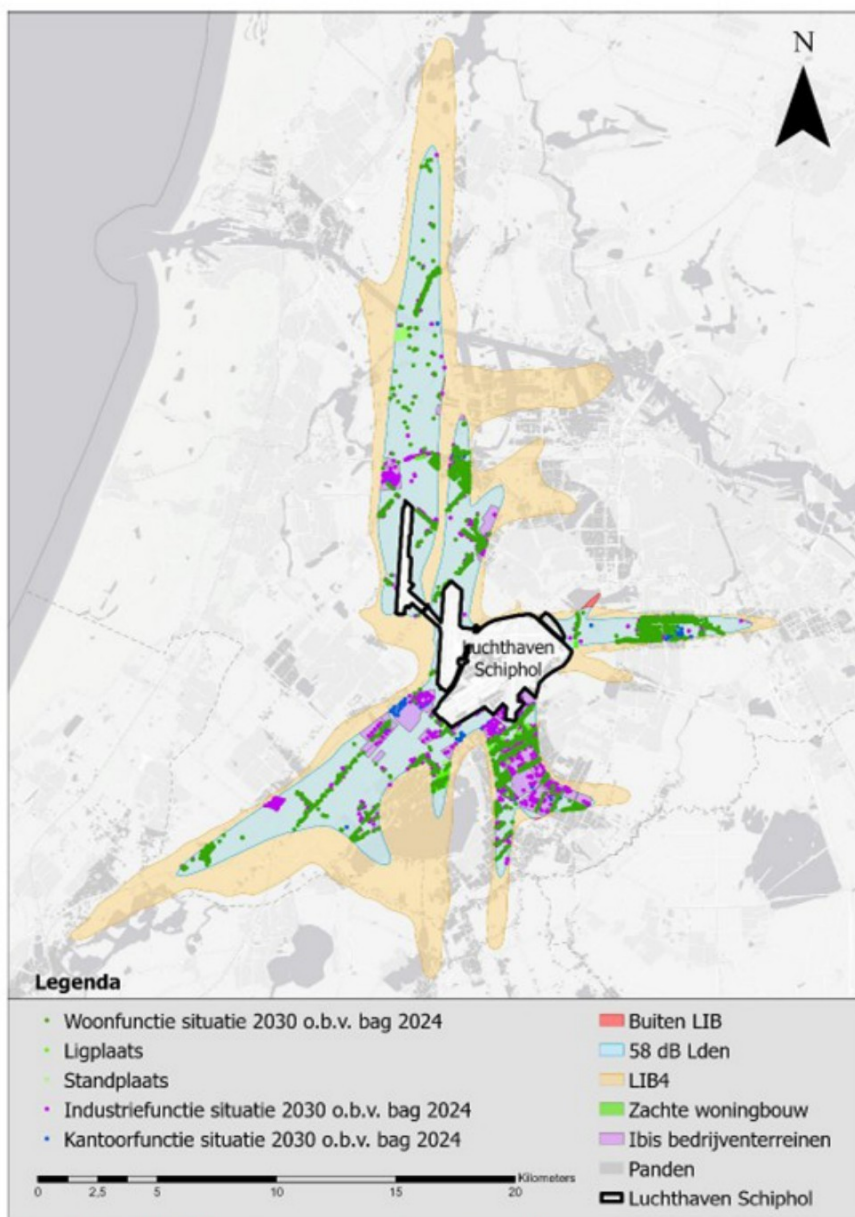 N
Luchthaven
Schiphol
Legenda
Woonfunctie situatie 2030 o.b.v. bag 2024
Ligplaats
Standplaats
Industriefunctie situatie 2030 o.b.v. bag 2024
Kantoorfunctie situatie 2030 o.b.v. bag 2024
Kilometers
0 2,5 5 10 15 20
Buiten LIB
58 dB Lden
LIB4
Zachte woningbouw
Ibis bedrijventerreinen
Panden
Luchthaven Schiphol